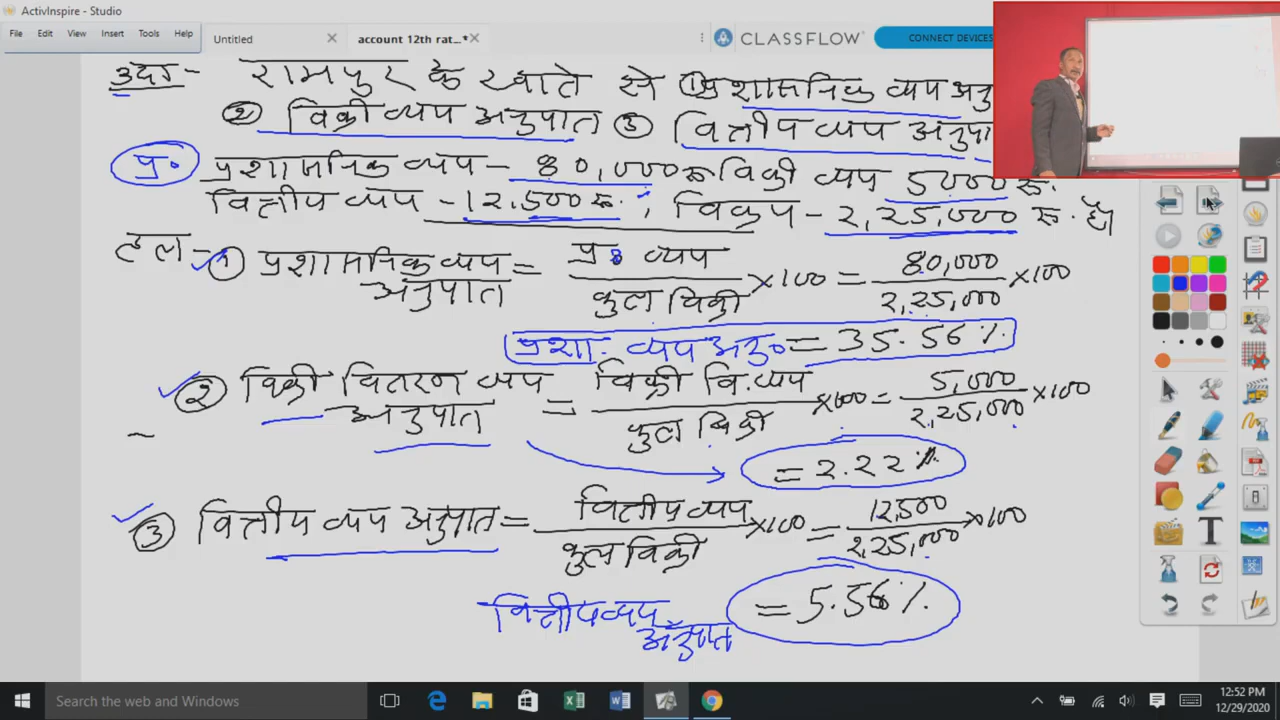 ActivInspire - Studio
File Edit View Insert Tools Help
Untitled
account 12th rat...*
CLASSFLOW
CONNECT DEVICES
उदा- रामपुर के खाते से ① प्रशासनिक व्यय अनु
② विक्री व्यय अनुपात ③ वित्तीय व्यय अनुपा
प्र० प्रशासनिक व्यय - 80,000 रू विक्री व्यय 5000 रू.
वित्तीय व्यय - 12,500 रू. , विक्रय - 2,25,000 रू. है।
हल - ① प्रशासनिक व्यय अनुपात = प्र० व्यय / कुल विक्री × 100 = 80,000 / 2,25,000 × 100
प्रशा. व्यय अनु० = 35.56 %.
② विक्री वितरण व्यय अनुपात = विक्री वि. व्यय / कुल विक्री × 100 = 5,000 / 2,25,000 × 100
= 2.22 %.
③ वित्तीय व्यय अनुपात = वित्तीय व्यय / कुल विक्री × 100 = 12,500 / 2,25,000 × 100
वित्तीय व्यय अनुपात = 5.56 %.
Search the web and Windows
12:52 PM
12/29/2020